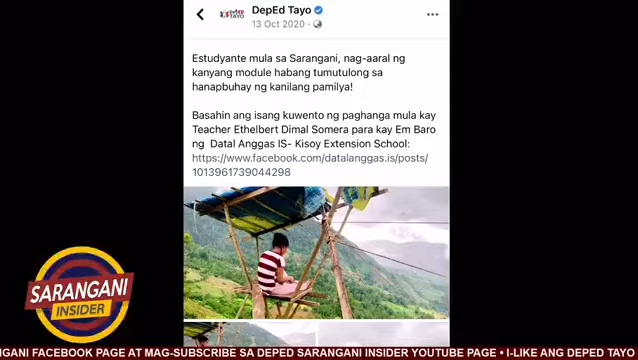 DepEd Tayo
13 Oct 2020 ·
Estudyante mula sa Sarangani, nag-aaral ng
kanyang module habang tumutulong sa
hanapbuhay ng kanilang pamilya!
Basahin ang isang kuwento ng paghanga mula kay
Teacher Ethelbert Dimal Somera para kay Em Baro
ng Datal Anggas IS- Kisoy Extension School:
https://www.facebook.com/datalanggas.is/posts/
1013961739044298
SARANGANI
INSIDER
GANI FACEBOOK PAGE AT MAG-SUBSCRIBE SA DEPED SARANGANI INSIDER YOUTUBE PAGE • I-LIKE ANG DEPED TAYO